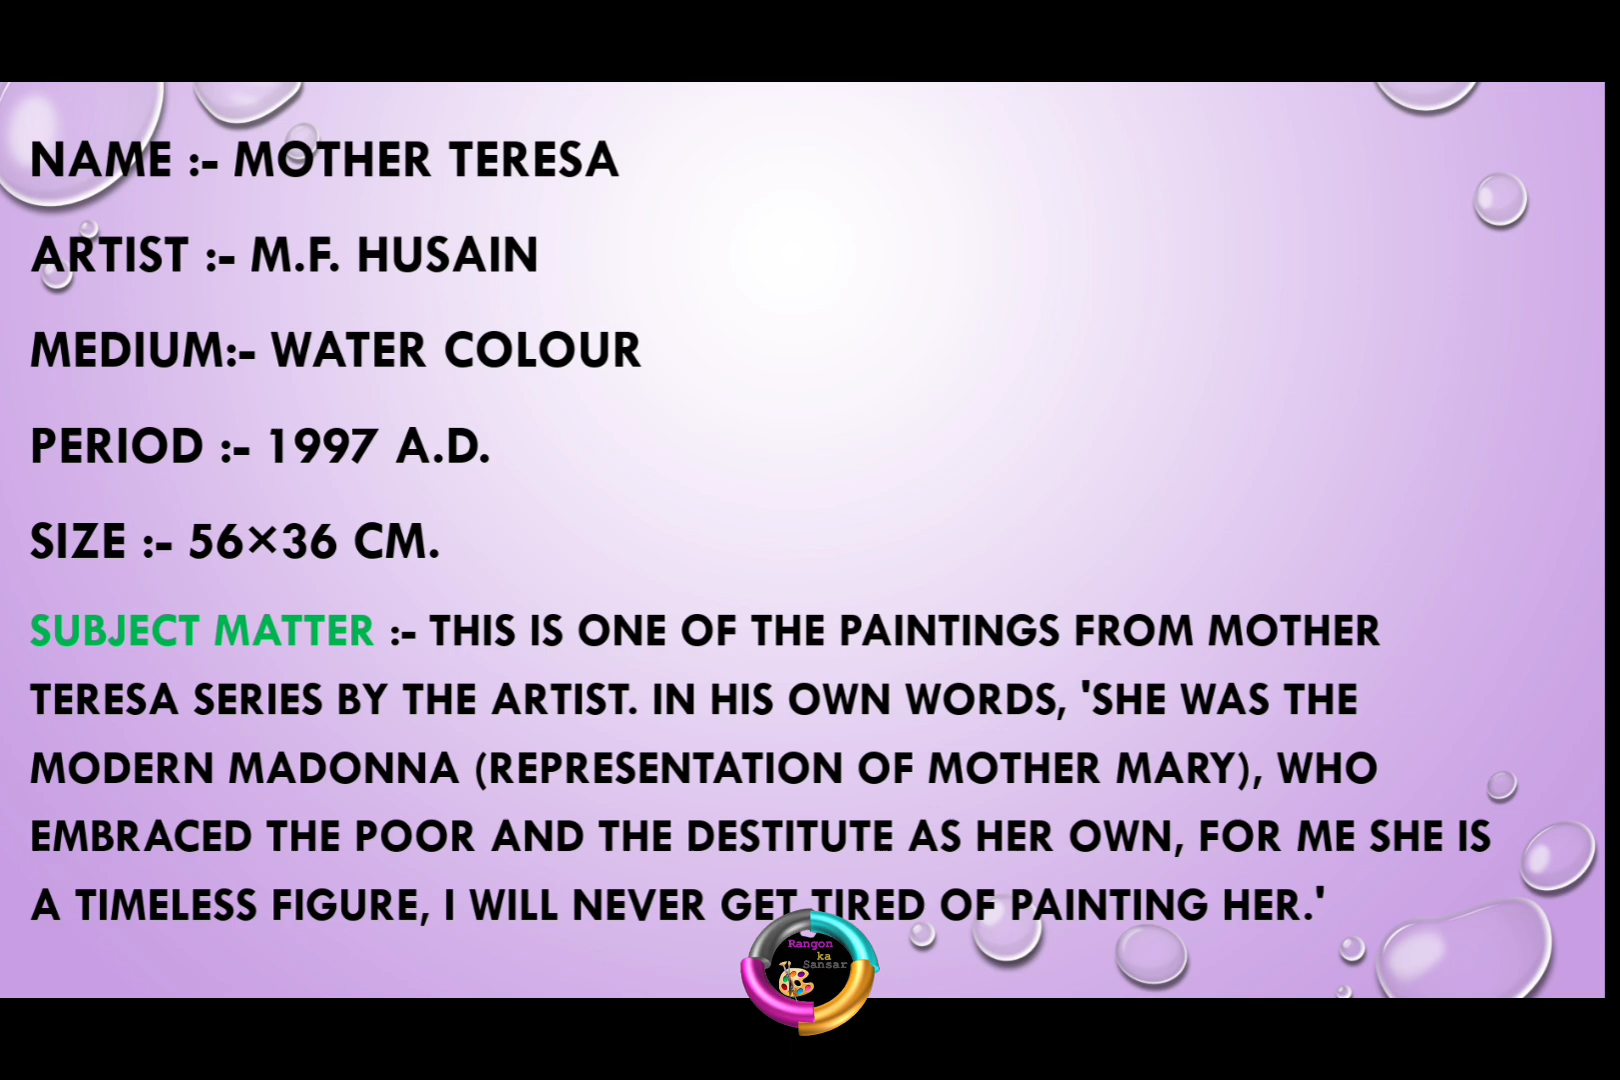 NAME :- MOTHER TERESA
ARTIST :- M.F. HUSAIN
MEDIUM:- WATER COLOUR
PERIOD :- 1997 A.D.
SIZE :- 56×36 CM.
SUBJECT MATTER :- THIS IS ONE OF THE PAINTINGS FROM MOTHER
TERESA SERIES BY THE ARTIST. IN HIS OWN WORDS, 'SHE WAS THE
MODERN MADONNA (REPRESENTATION OF MOTHER MARY), WHO
EMBRACED THE POOR AND THE DESTITUTE AS HER OWN, FOR ME SHE IS
A TIMELESS FIGURE, I WILL NEVER GET TIRED OF PAINTING HER.'
Rangon
ka
Sansar